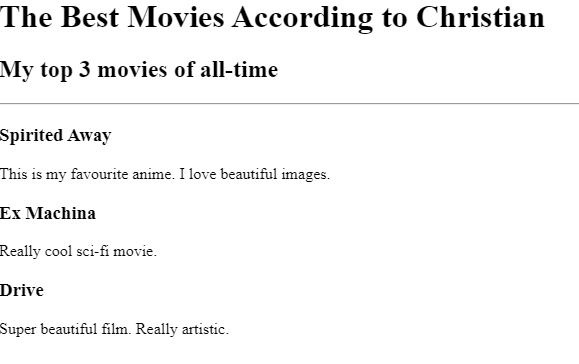 The Best Movies According to Christian
My top 3 movies of all-time
Spirited Away
This is my favourite anime. I love beautiful images.
Ex Machina
Really cool sci-fi movie.
Drive
Super beautiful film. Really artistic.